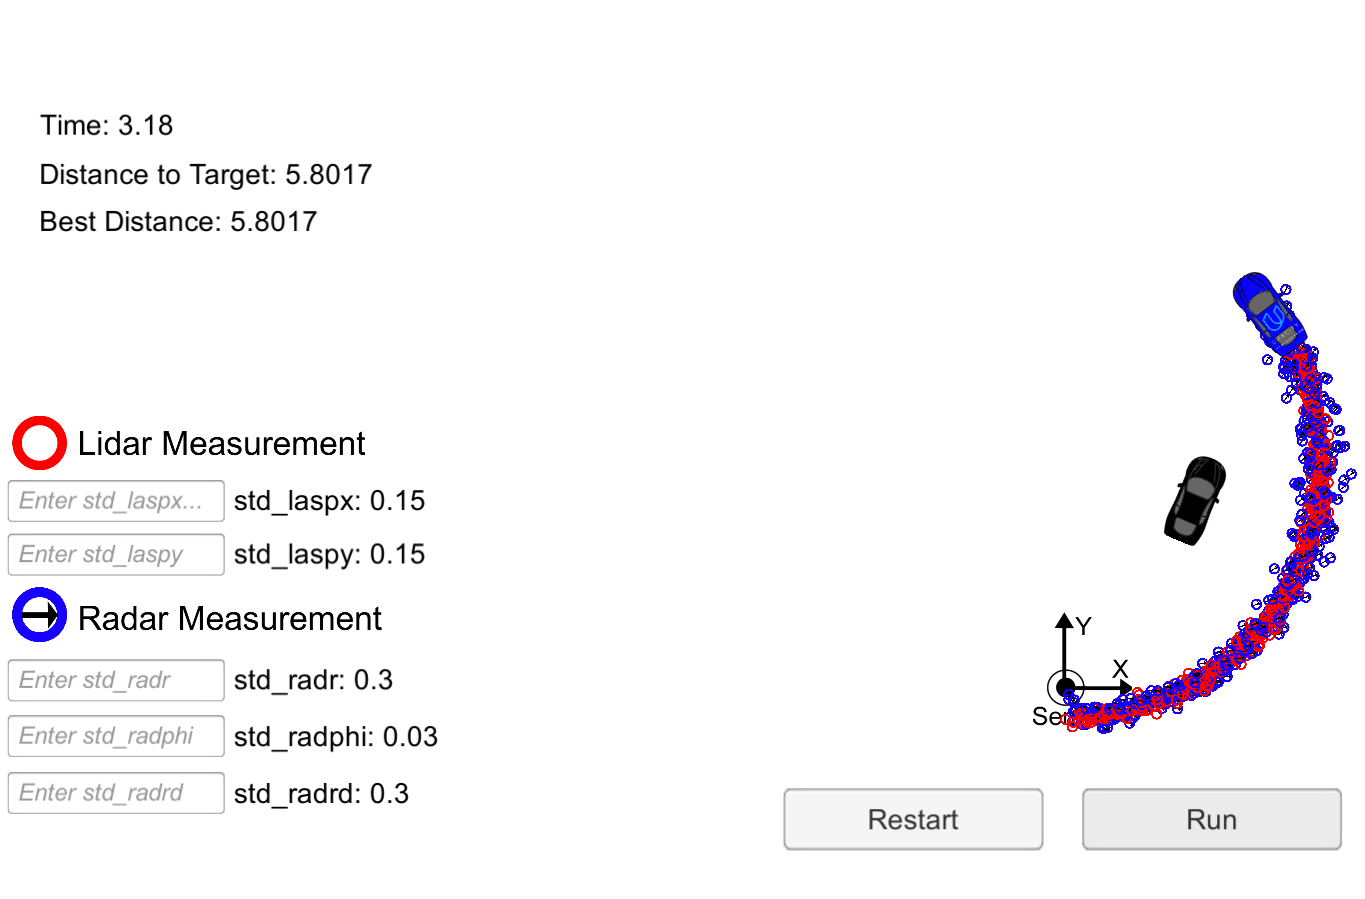 Time: 3.18
Distance to Target: 5.8017
Best Distance: 5.8017
Lidar Measurement
Enter std_laspx... std_laspx: 0.15
Enter std_laspy std_laspy: 0.15
Radar Measurement
Enter std_radr std_radr: 0.3
Enter std_radphi std_radphi: 0.03
Enter std_radrd std_radrd: 0.3
Y
X
Se
Restart Run